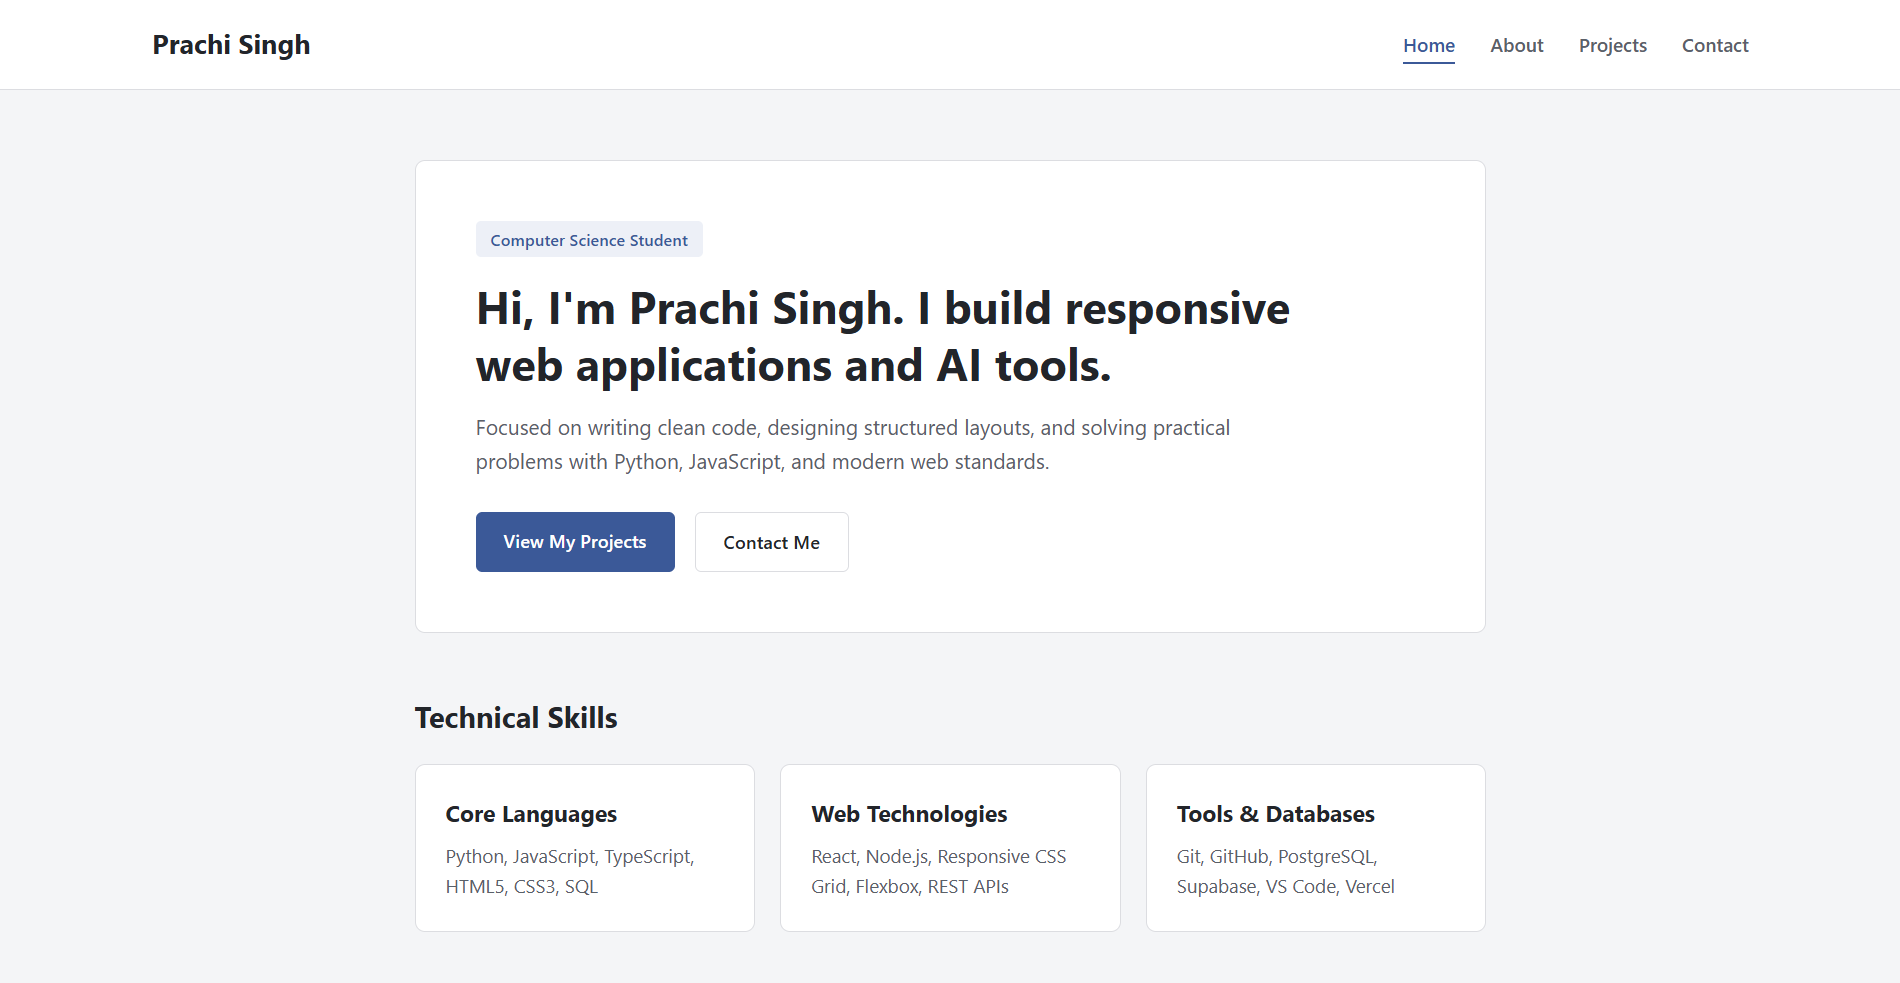 Prachi Singh
Home
About
Projects
Contact
Computer Science Student
Hi, I'm Prachi Singh. I build responsive
web applications and AI tools.
Focused on writing clean code, designing structured layouts, and solving practical
problems with Python, JavaScript, and modern web standards.
View My Projects
Contact Me
Technical Skills
Core Languages
Python, JavaScript, TypeScript,
HTML5, CSS3, SQL
Web Technologies
React, Node.js, Responsive CSS
Grid, Flexbox, REST APIs
Tools & Databases
Git, GitHub, PostgreSQL,
Supabase, VS Code, Vercel